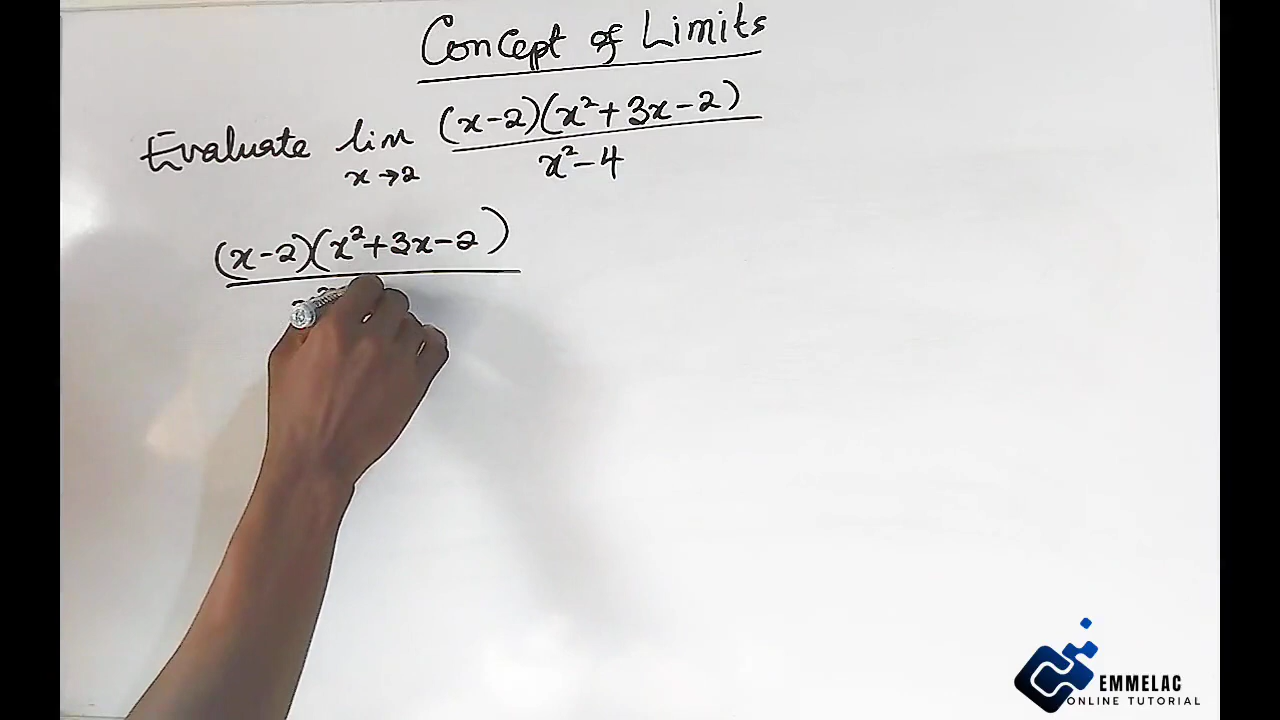 Concept of Limits
Evaluate lim (x-2)(x²+3x-2)
x→2 x²-4
(x-2)(x²+3x-2)
EMMELAC
ONLINE TUTORIAL